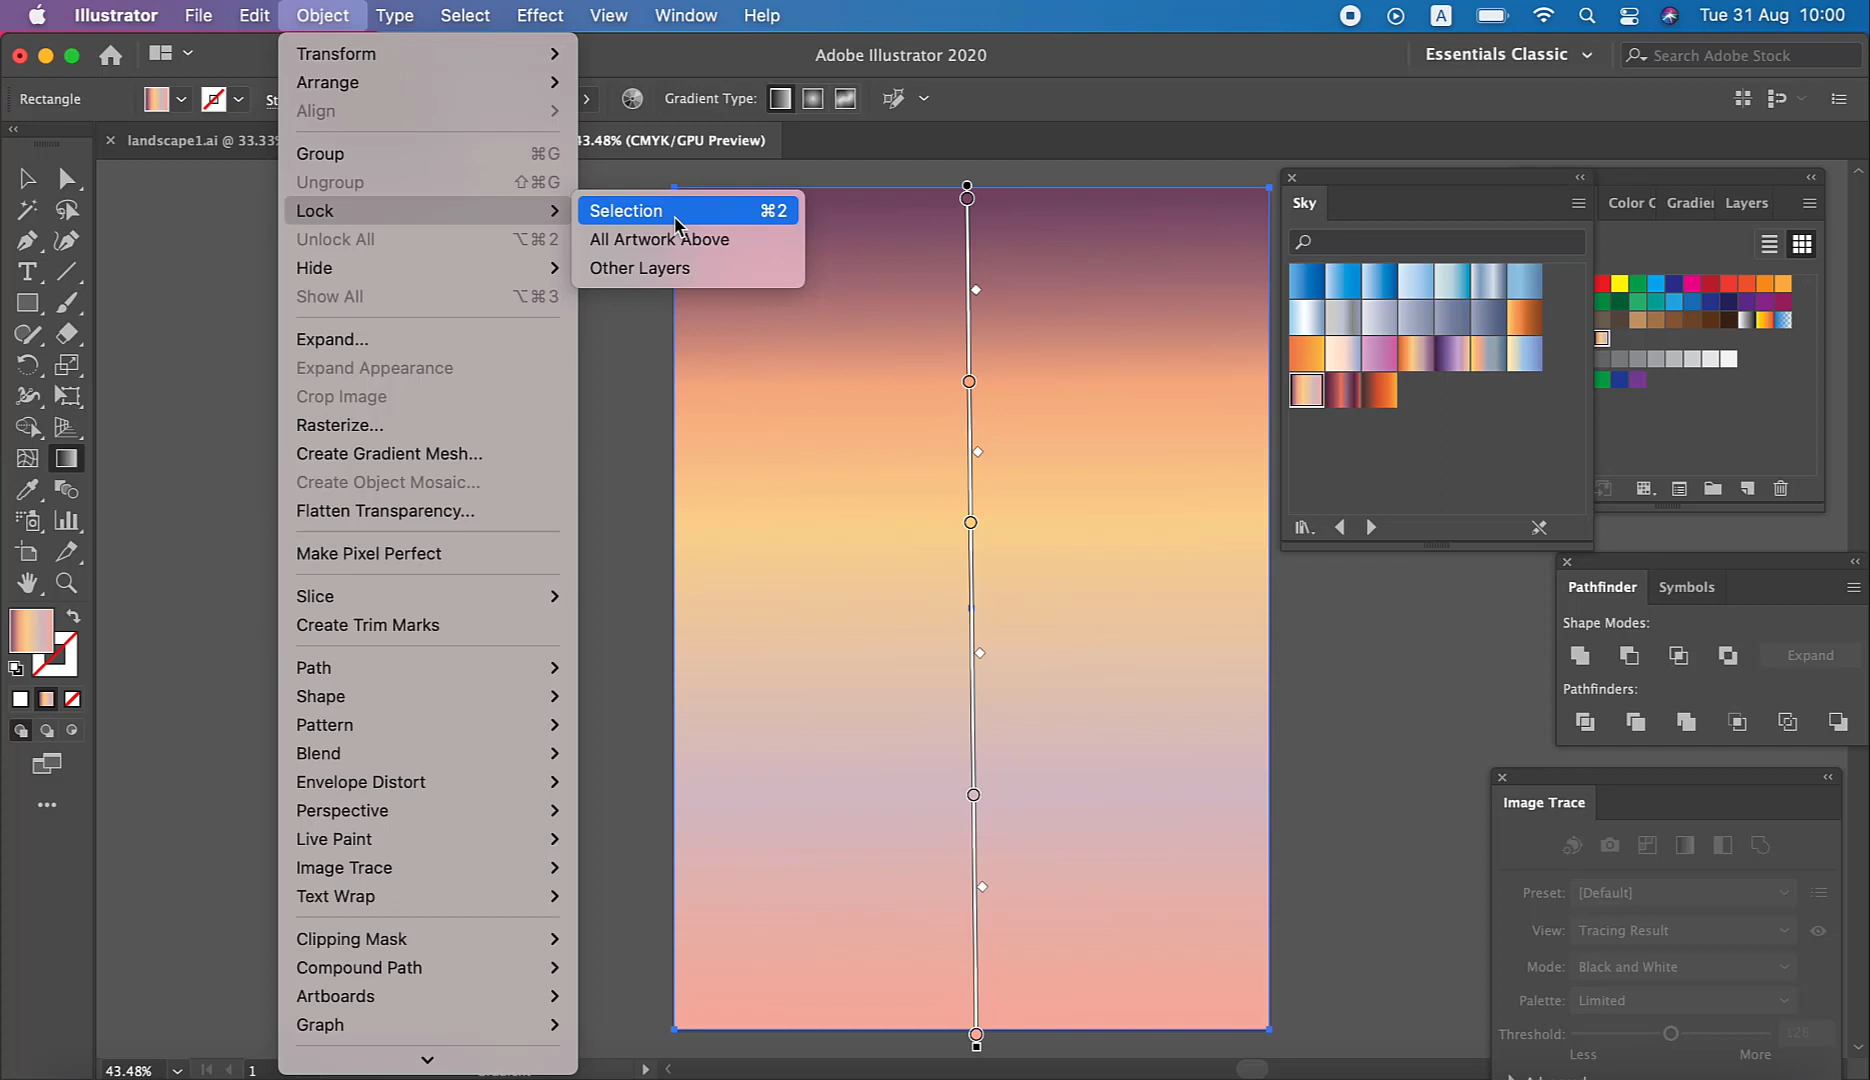 Illustrator File Edit Object Type Select Effect View Window Help A Tue 31 Aug 10:00
Adobe Illustrator 2020 Essentials Classic Search Adobe Stock
Rectangle St Gradient Type:
landscape1.ai @ 33.33% 43.48% (CMYK/GPU Preview)
Transform
Arrange
Align
Group ⌘G
Ungroup ⇧⌘G
Lock
Unlock All ⌥⌘2
Hide
Show All ⌥⌘3
Expand...
Expand Appearance
Crop Image
Rasterize...
Create Gradient Mesh...
Create Object Mosaic...
Flatten Transparency...
Make Pixel Perfect
Slice
Create Trim Marks
Path
Shape
Pattern
Blend
Envelope Distort
Perspective
Live Paint
Image Trace
Text Wrap
Clipping Mask
Compound Path
Artboards
Graph
Selection ⌘2
All Artwork Above
Other Layers
Sky
Color C Gradier Layers
Pathfinder Symbols
Shape Modes:
Expand
Pathfinders:
Image Trace
Preset: [Default]
View: Tracing Result
Mode: Black and White
Palette: Limited
Threshold: 128
Less More
43.48% 1